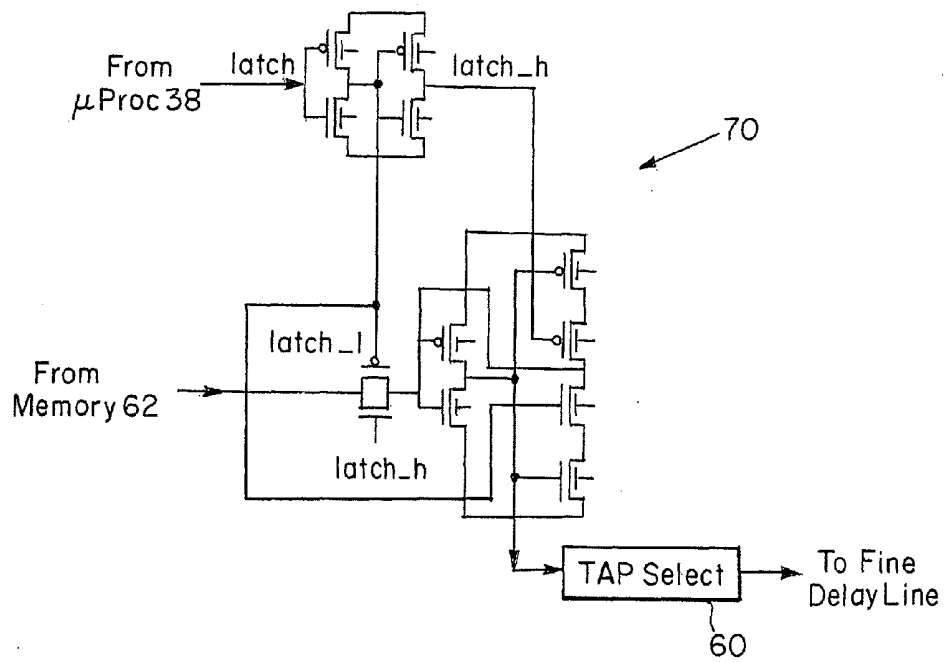 From
μProc 38
latch
latch_h
70
latch_l
From
Memory 62
latch_h
TAP Select
To Fine
Delay Line
60